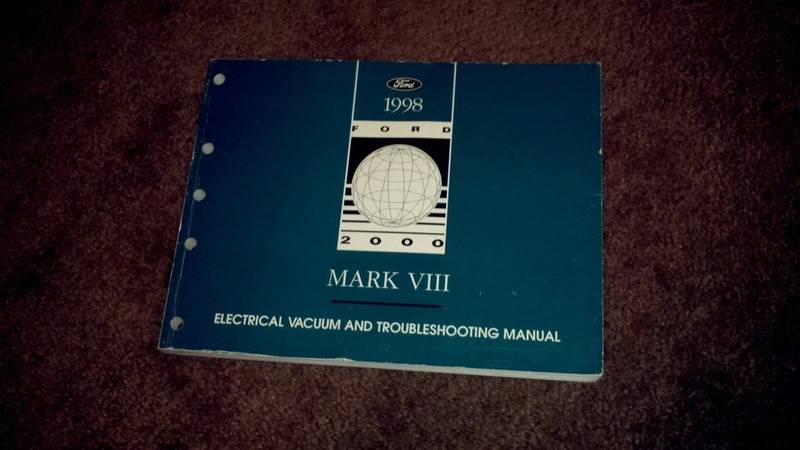 Ford
1998
FORD
2000
MARK VIII
ELECTRICAL VACUUM AND TROUBLESHOOTING MANUAL